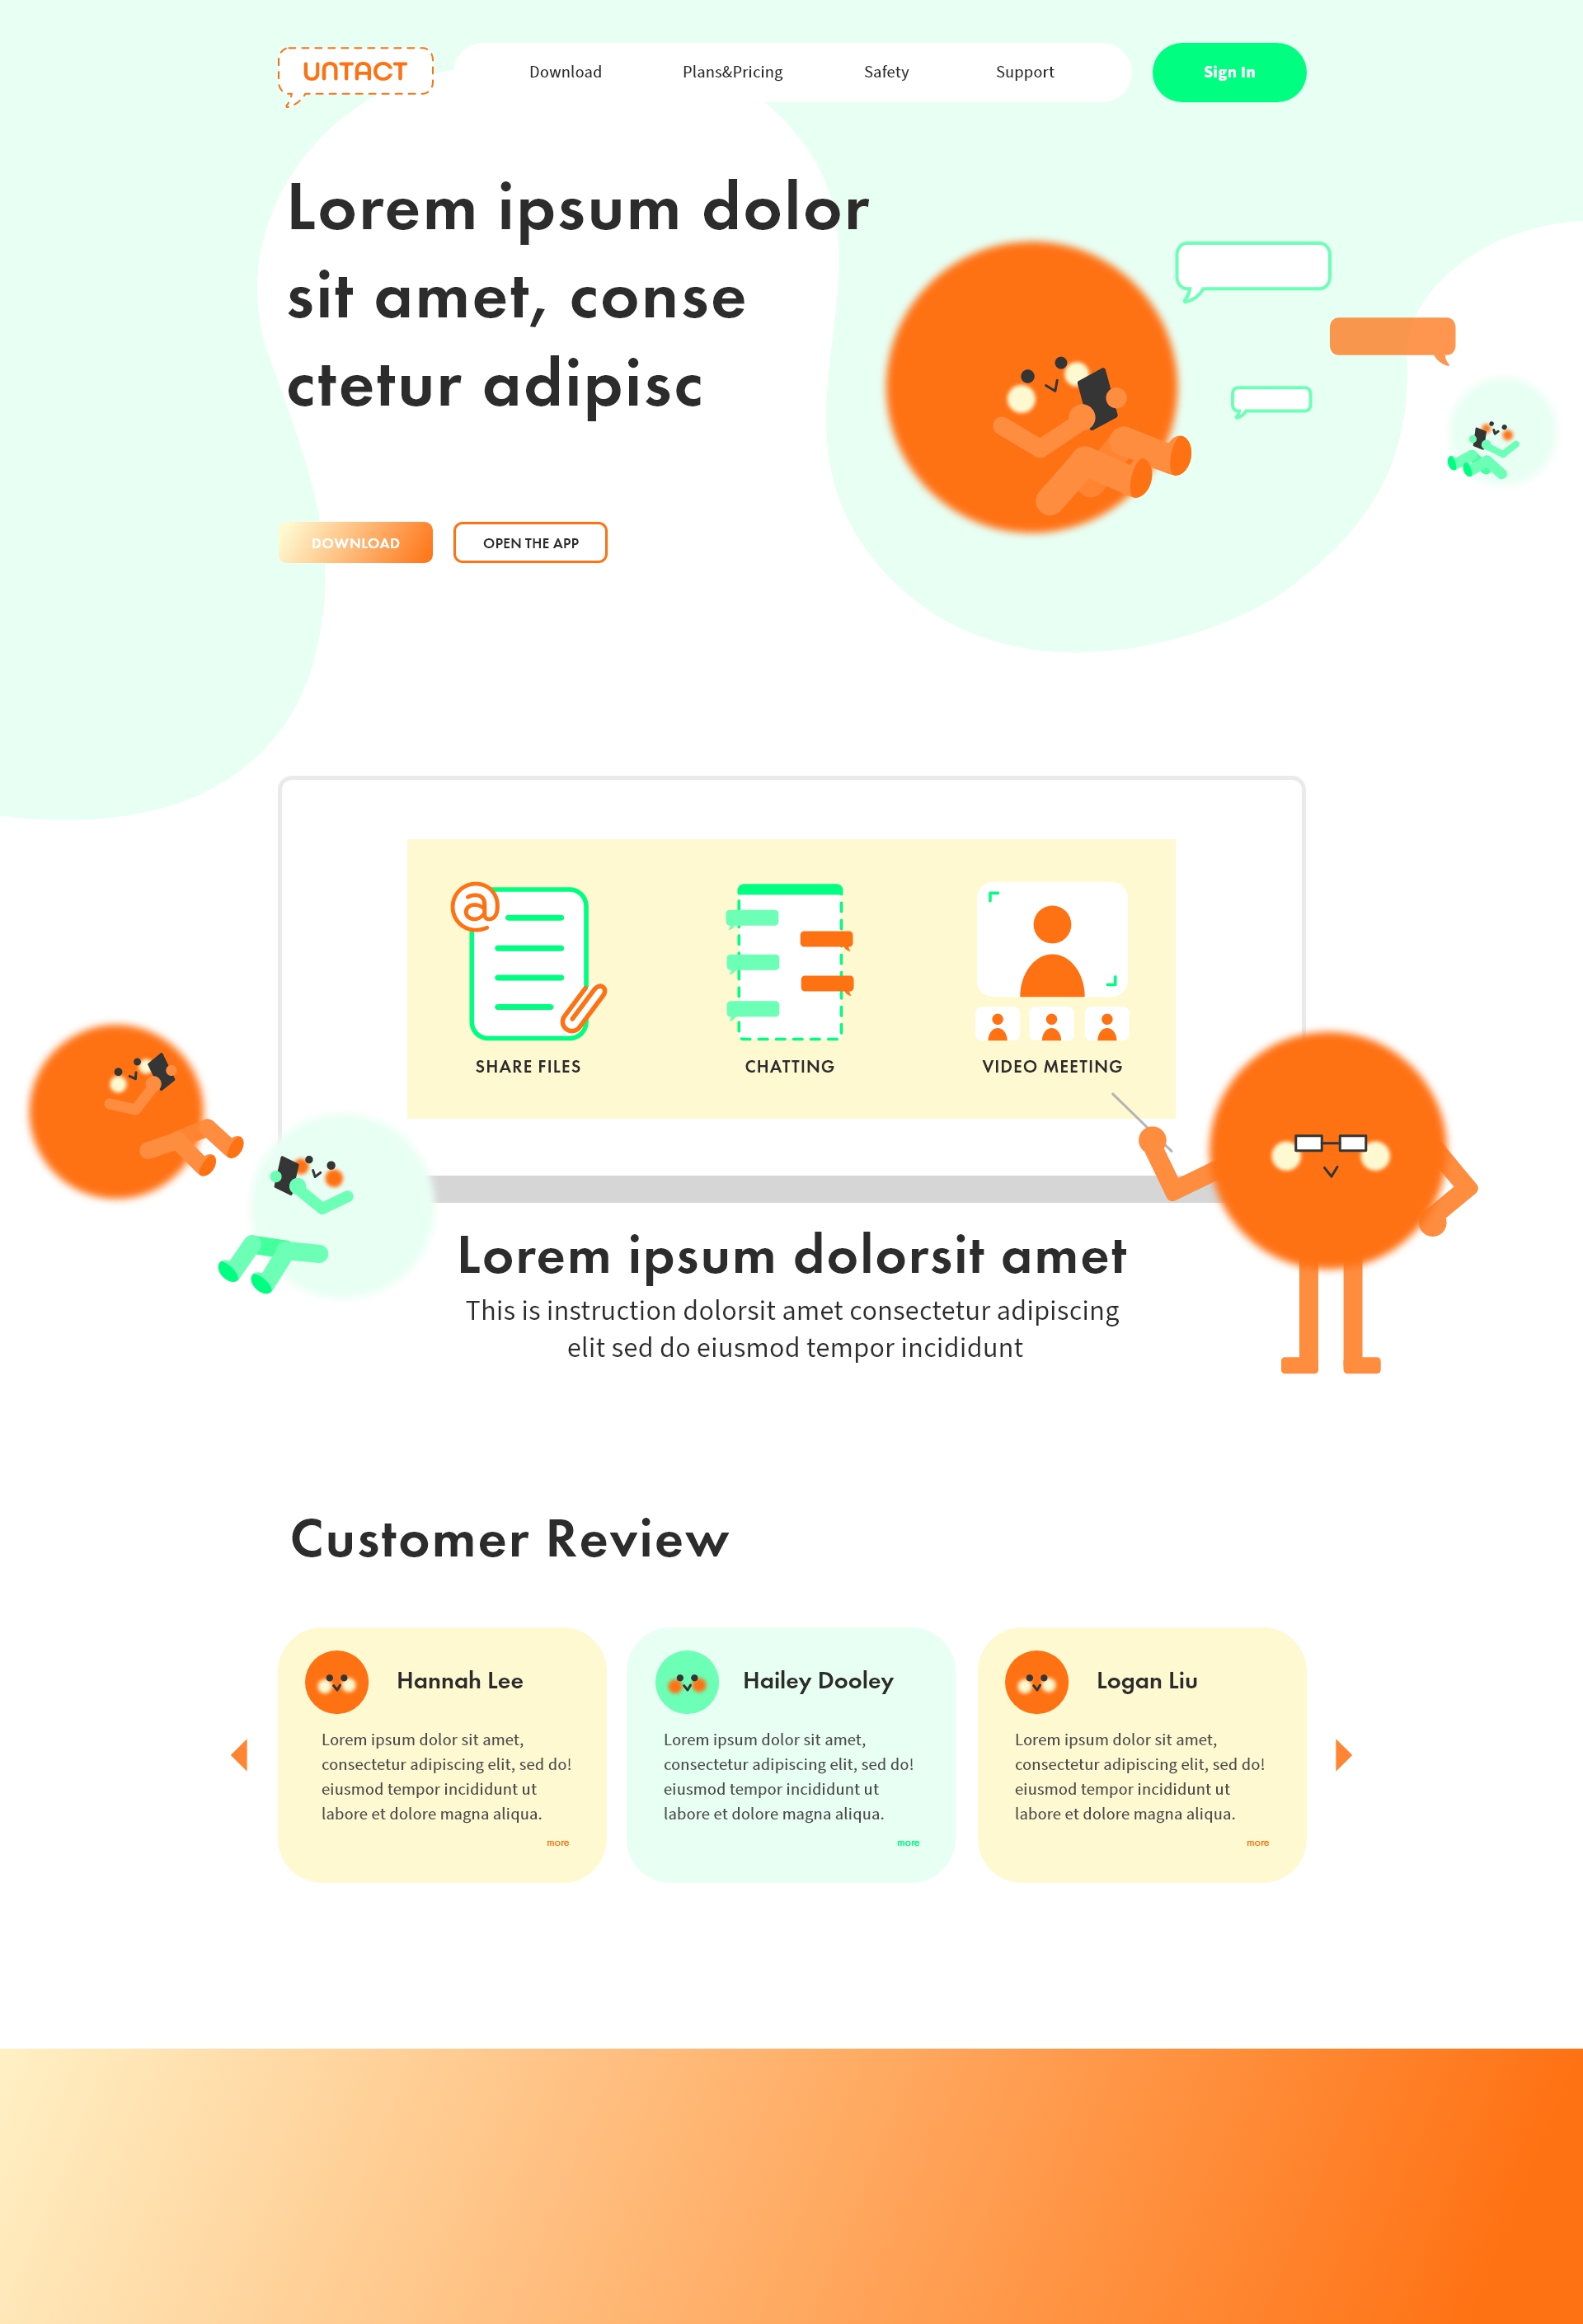 UNTACT
Download
Plans&Pricing
Safety
Support
Sign In
Lorem ipsum dolor
sit amet, conse
ctetur adipisc
DOWNLOAD
OPEN THE APP
@
SHARE FILES
CHATTING
VIDEO MEETING
Lorem ipsum dolorsit amet
This is instruction dolorsit amet consectetur adipiscing
elit sed do eiusmod tempor incididunt
Customer Review
Hannah Lee
Lorem ipsum dolor sit amet,
consectetur adipiscing elit, sed do!
eiusmod tempor incididunt ut
labore et dolore magna aliqua.
more
Hailey Dooley
Lorem ipsum dolor sit amet,
consectetur adipiscing elit, sed do!
eiusmod tempor incididunt ut
labore et dolore magna aliqua.
more
Logan Liu
Lorem ipsum dolor sit amet,
consectetur adipiscing elit, sed do!
eiusmod tempor incididunt ut
labore et dolore magna aliqua.
more